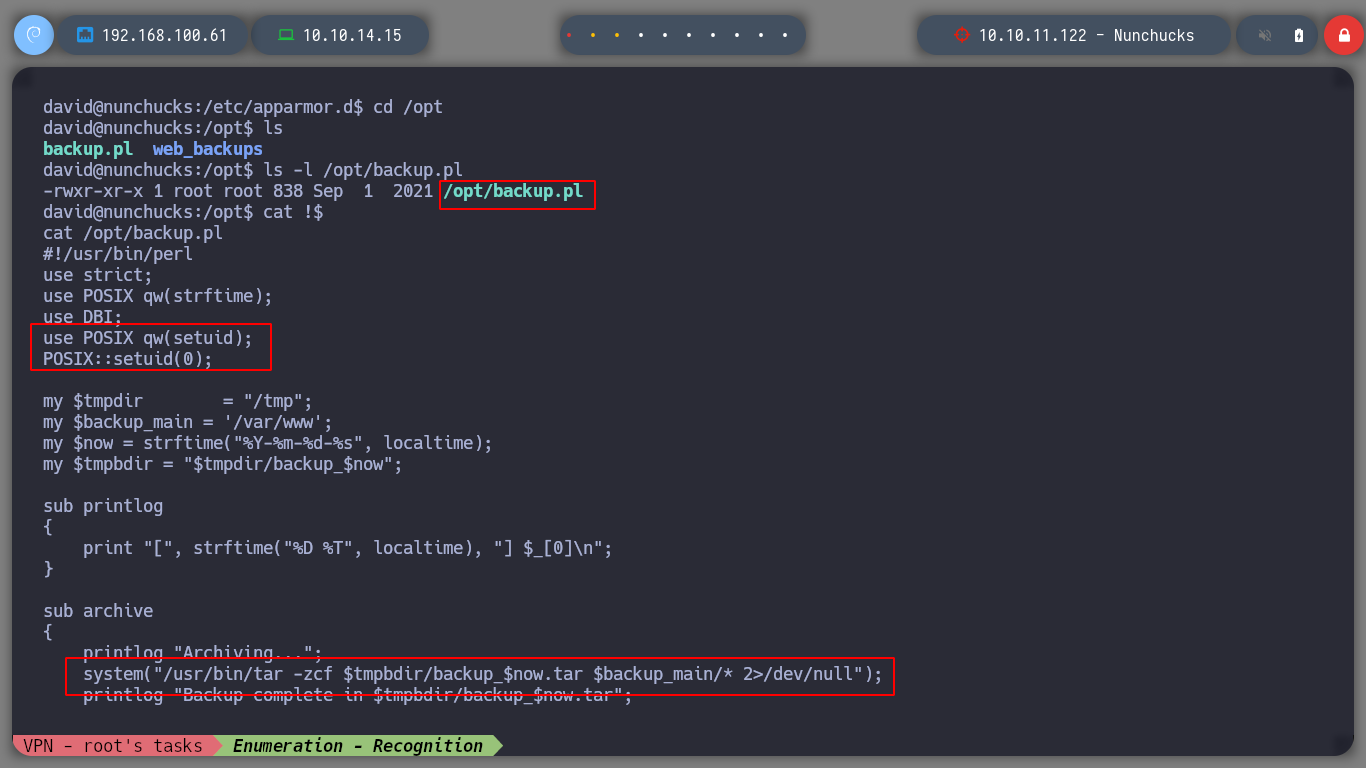 192.168.100.61
10.10.14.15
10.10.11.122 - Nunchucks
david@nunchucks:/etc/apparmor.d$ cd /opt
david@nunchucks:/opt$ ls
backup.pl  web_backups
david@nunchucks:/opt$ ls -l /opt/backup.pl
-rwxr-xr-x 1 root root 838 Sep  1  2021 /opt/backup.pl
david@nunchucks:/opt$ cat !$
cat /opt/backup.pl
#!/usr/bin/perl
use strict;
use POSIX qw(strftime);
use DBI;
use POSIX qw(setuid);
POSIX::setuid(0);
my $tmpdir        = "/tmp";
my $backup_main = '/var/www';
my $now = strftime("%Y-%m-%d-%s", localtime);
my $tmpbdir = "$tmpdir/backup_$now";
sub printlog
{
    print "[", strftime("%D %T", localtime), "] $_[0]\n";
}
sub archive
{
    printlog "Archiving...";
    system("/usr/bin/tar -zcf $tmpbdir/backup_$now.tar $backup_main/* 2>/dev/null");
    printlog "Backup complete in $tmpbdir/backup_$now.tar";
VPN - root's tasks
Enumeration - Recognition